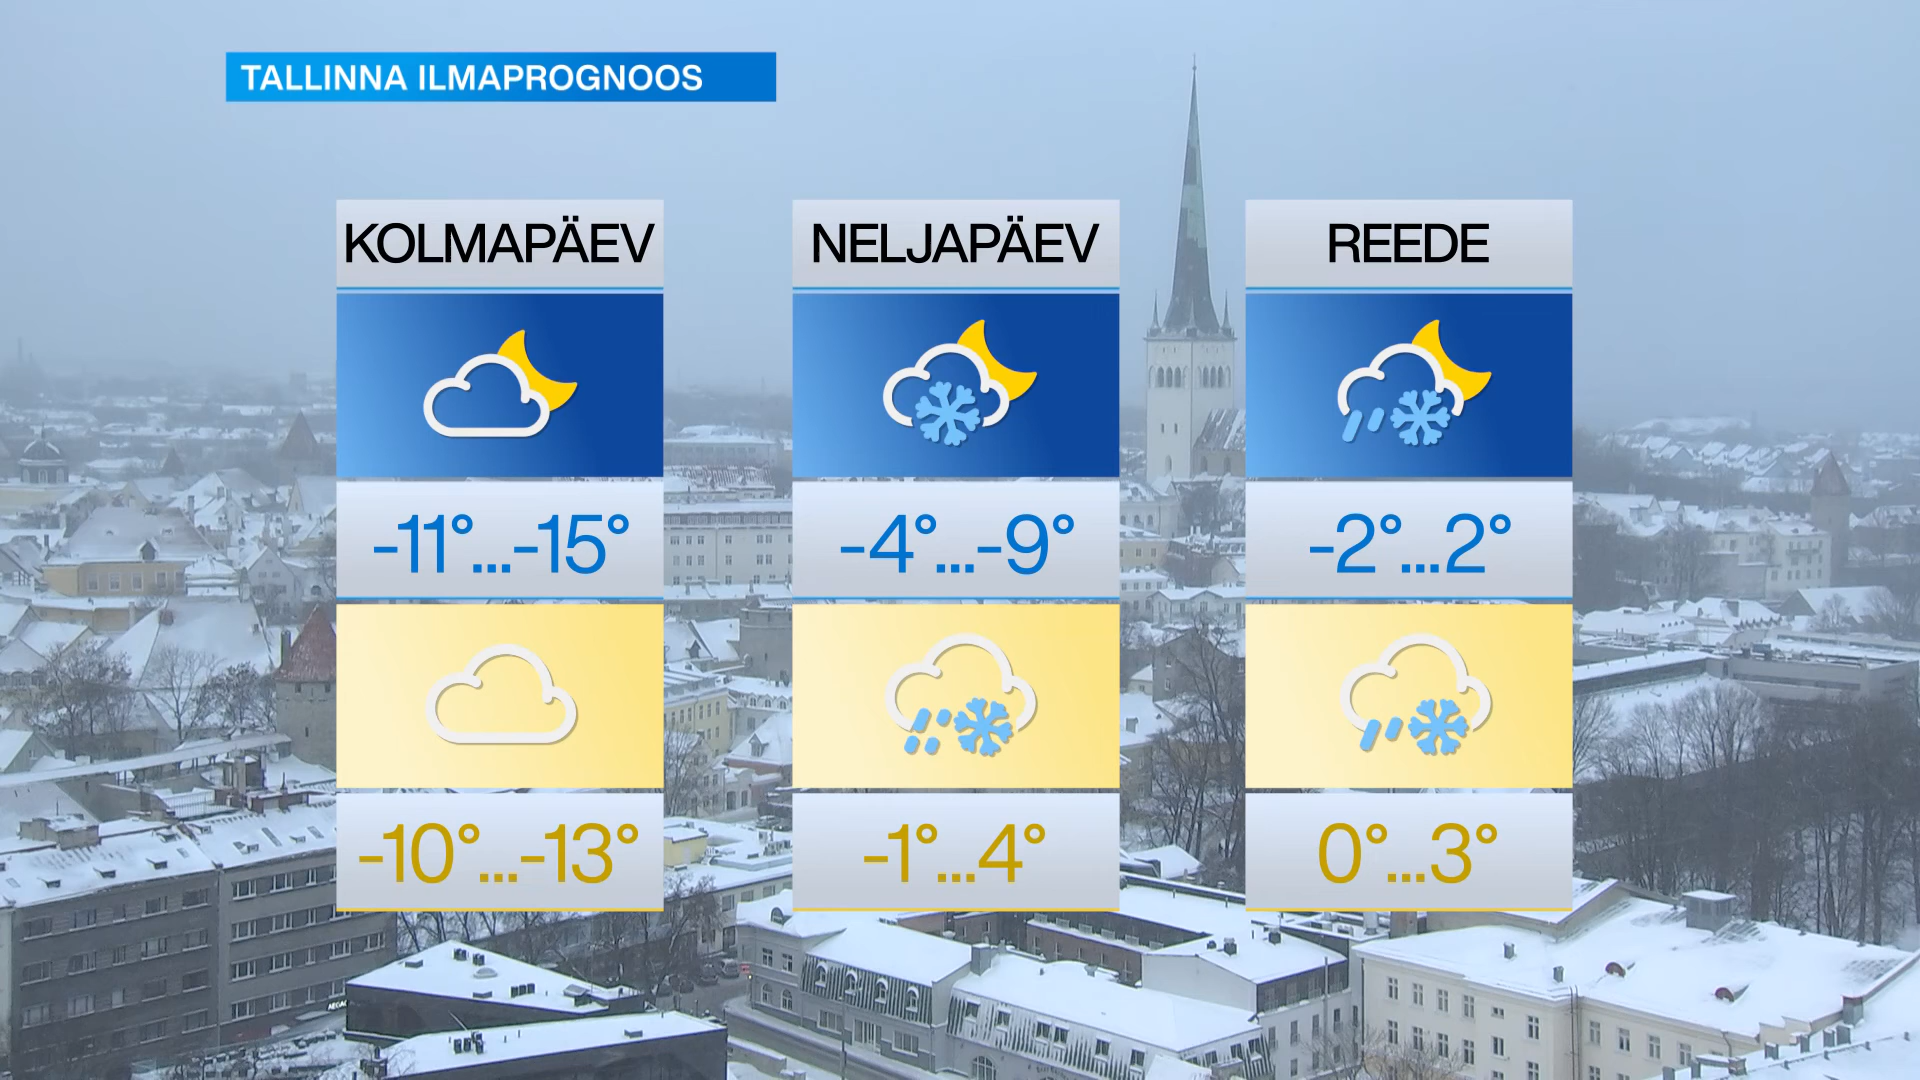 TALLINNA ILMAPROGNOOS
KOLMAPÄEV
-11°...-15°
-10°...-13°
NELJAPÄEV
-4°...-9°
-1°...4°
REEDE
-2°...2°
0°...3°